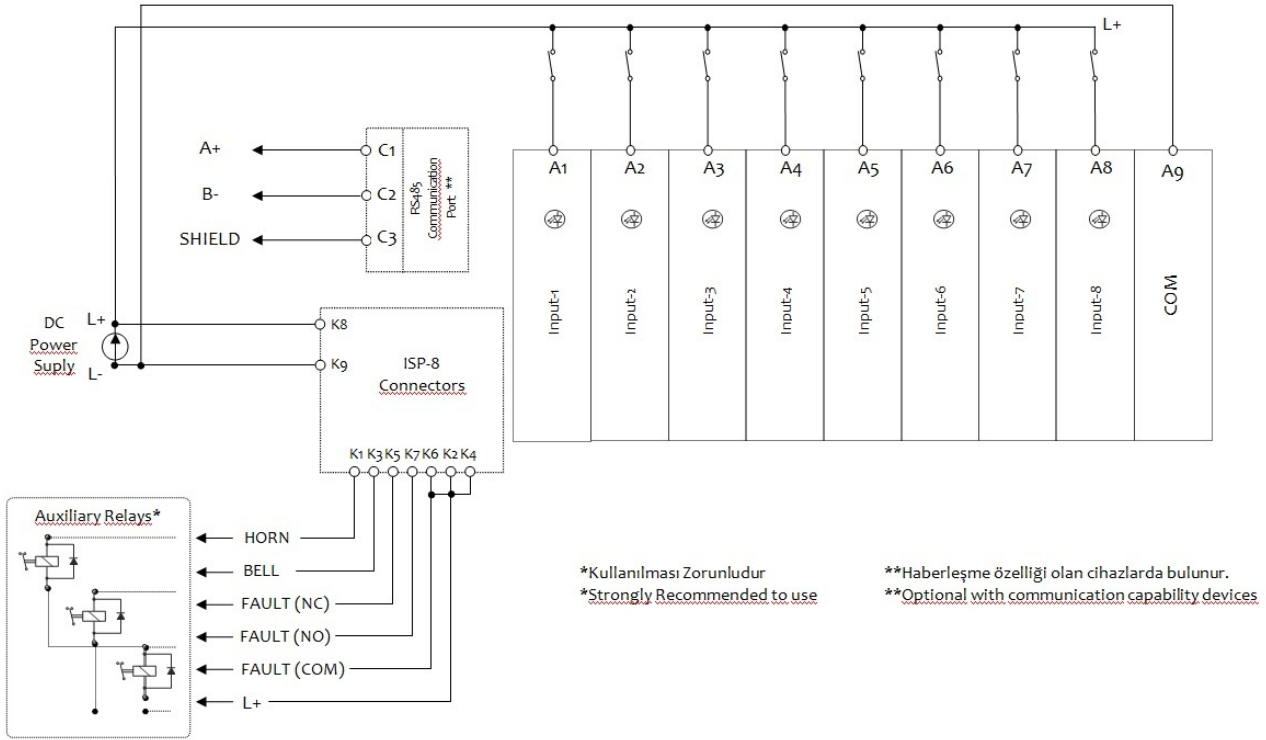 L+
A+
B-
SHIELD
C1
C2
C3
RS485
Communication
Port **
A1
A2
A3
A4
A5
A6
A7
A8
A9
Input-1
Input-2
Input-3
Input-4
Input-5
Input-6
Input-7
Input-8
COM
DC
Power
Suply
L+
L-
K8
K9
ISP-8
Connectors
K1 K3 K5 K7 K6 K2 K4
Auxiliary Relays*
HORN
BELL
FAULT (NC)
FAULT (NO)
FAULT (COM)
L+
*Kullanılması Zorunludur
*Strongly Recommended to use
**Haberleşme özelliği olan cihazlarda bulunur.
**Optional with communication capability devices